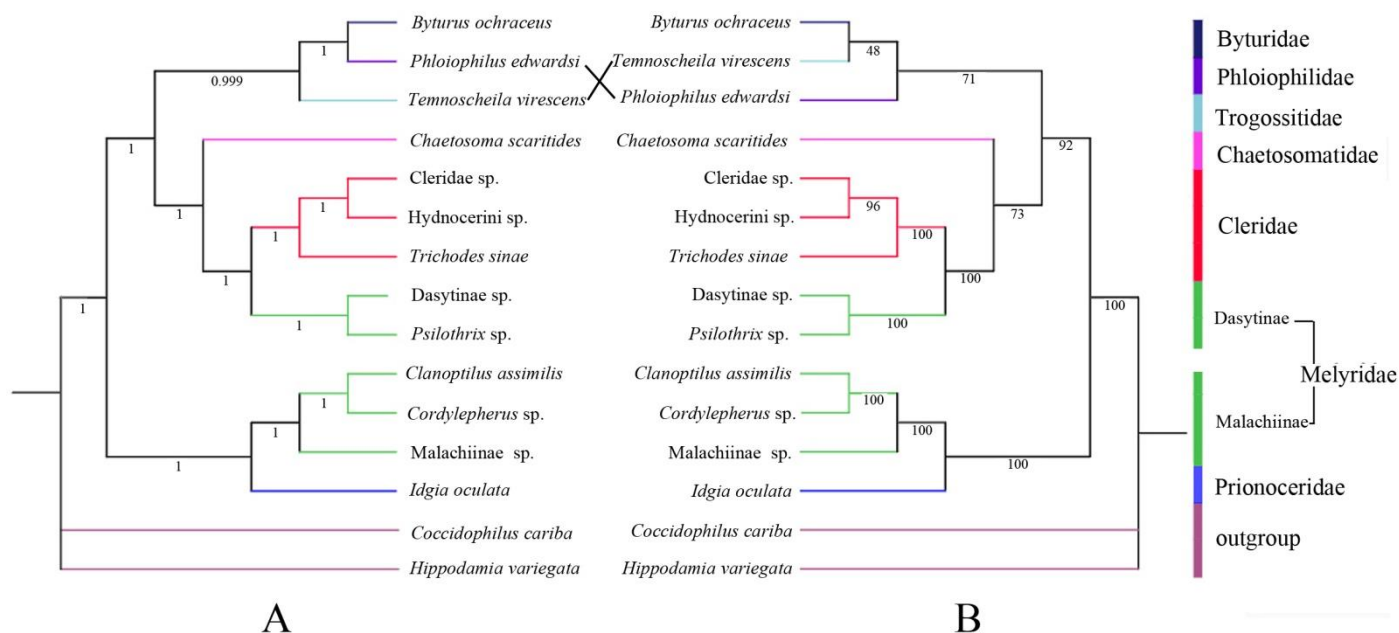 Byturus ochraceus
Phloiophilus edwardsi
Temnoscheila virescens
Chaetosoma scaritides
Cleridae sp.
Hydnocerini sp.
Trichodes sinae
Dasytinae sp.
Psilothrix sp.
Clanoptilus assimilis
Cordylepherus sp.
Malachiinae sp.
Idgia oculata
Coccidophilus cariba
Hippodamia variegata
1
0.999
1
1
1
1
1
1
1
1
1
1
A
Byturus ochraceus
Temnoscheila virescens
Phloiophilus edwardsi
Chaetosoma scaritides
Cleridae sp.
Hydnocerini sp.
Trichodes sinae
Dasytinae sp.
Psilothrix sp.
Clanoptilus assimilis
Cordylepherus sp.
Malachiinae sp.
Idgia oculata
Coccidophilus cariba
Hippodamia variegata
48
71
92
96
73
100
100
100
100
100
100
100
B
Byturidae
Phloiophilidae
Trogossitidae
Chaetosomatidae
Cleridae
Dasytinae
Melyridae
Malachiinae
Prionoceridae
outgroup